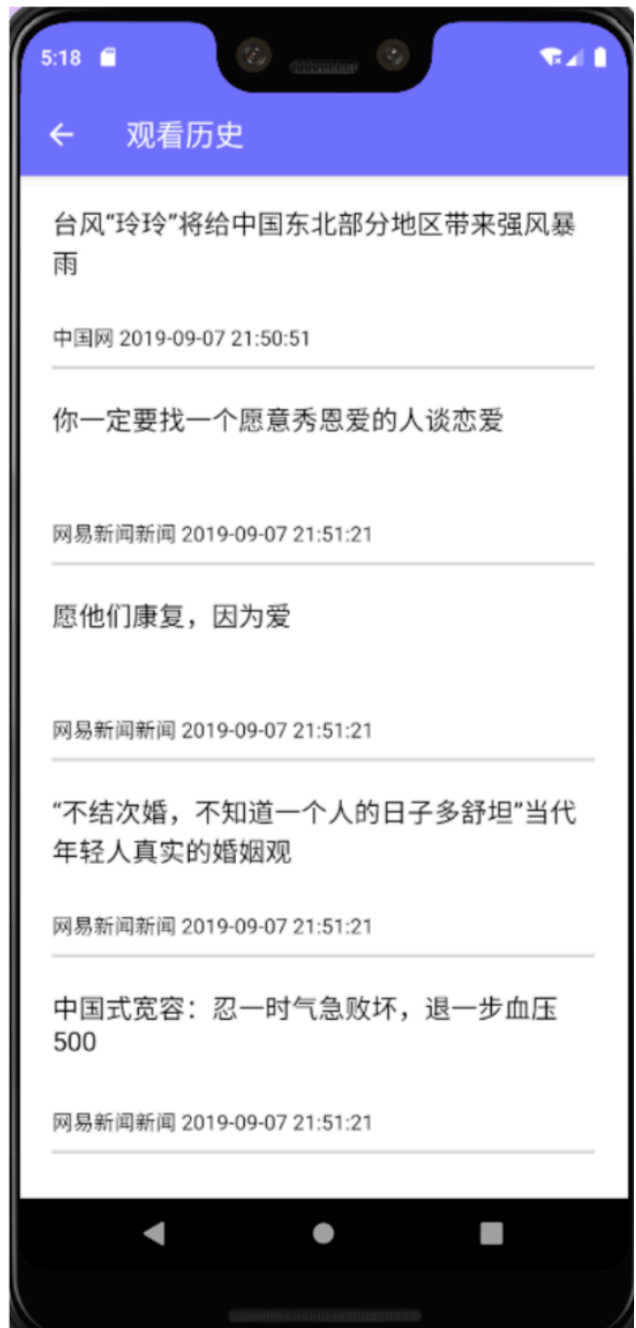 5:18
观看历史
台风“玲玲”将给中国东北部分地区带来强风暴
雨
中国网 2019-09-07 21:50:51
你一定要找一个愿意秀恩爱的人谈恋爱
网易新闻新闻 2019-09-07 21:51:21
愿他们康复，因为爱
网易新闻新闻 2019-09-07 21:51:21
“不结次婚，不知道一个人的日子多舒坦”当代
年轻人真实的婚姻观
网易新闻新闻 2019-09-07 21:51:21
中国式宽容：忍一时气急败坏，退一步血压
500
网易新闻新闻 2019-09-07 21:51:21